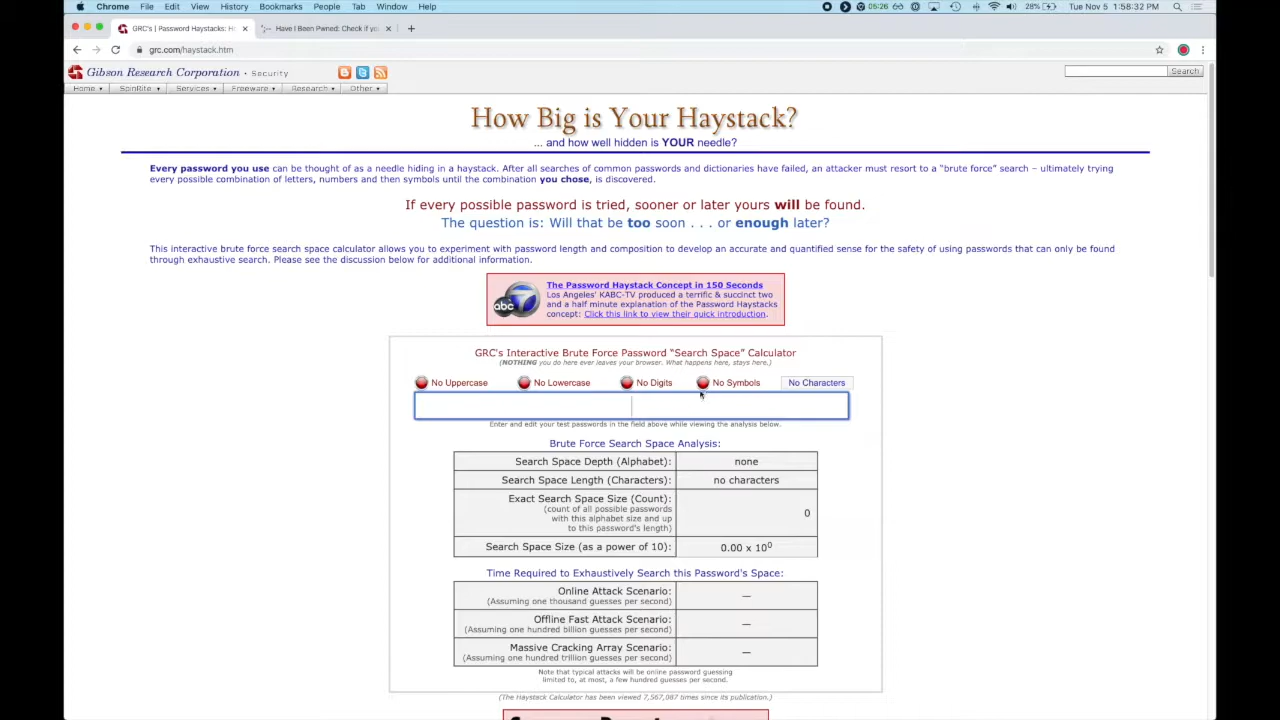 Chrome File Edit View History Bookmarks People Tab Window Help 05:26 28% Tue Nov 5 1:58:32 PM
GRC's | Password Haystacks: H Have I Been Pwned: Check if yo
grc.com/haystack.htm
Gibson Research Corporation · Security Search
Home SpinRite Services Freeware Research Other
How Big is Your Haystack?
... and how well hidden is YOUR needle?
Every password you use can be thought of as a needle hiding in a haystack. After all searches of common passwords and dictionaries have failed, an attacker must resort to a “brute force” search – ultimately trying
every possible combination of letters, numbers and then symbols until the combination you chose, is discovered.
If every possible password is tried, sooner or later yours will be found.
The question is: Will that be too soon . . . or enough later?
This interactive brute force search space calculator allows you to experiment with password length and composition to develop an accurate and quantified sense for the safety of using passwords that can only be found
through exhaustive search. Please see the discussion below for additional information.
abc 7
The Password Haystack Concept in 150 Seconds
Los Angeles' KABC-TV produced a terrific & succinct two
and a half minute explanation of the Password Haystacks
concept: Click this link to view their quick introduction.
GRC's Interactive Brute Force Password “Search Space” Calculator
(NOTHING you do here ever leaves your browser. What happens here, stays here.)
No Uppercase No Lowercase No Digits No Symbols No Characters
Enter and edit your test passwords in the field above while viewing the analysis below.
Brute Force Search Space Analysis:
Search Space Depth (Alphabet): none
Search Space Length (Characters): no characters
Exact Search Space Size (Count):
(count of all possible passwords
with this alphabet size and up
to this password's length) 0
Search Space Size (as a power of 10): 0.00 x 10⁰
Time Required to Exhaustively Search this Password's Space:
Online Attack Scenario:
(Assuming one thousand guesses per second) —
Offline Fast Attack Scenario:
(Assuming one hundred billion guesses per second) —
Massive Cracking Array Scenario:
(Assuming one hundred trillion guesses per second) —
Note that typical attacks will be online password guessing
limited to, at most, a few hundred guesses per second.
(The Haystack Calculator has been viewed 7,567,087 times since its publication.)